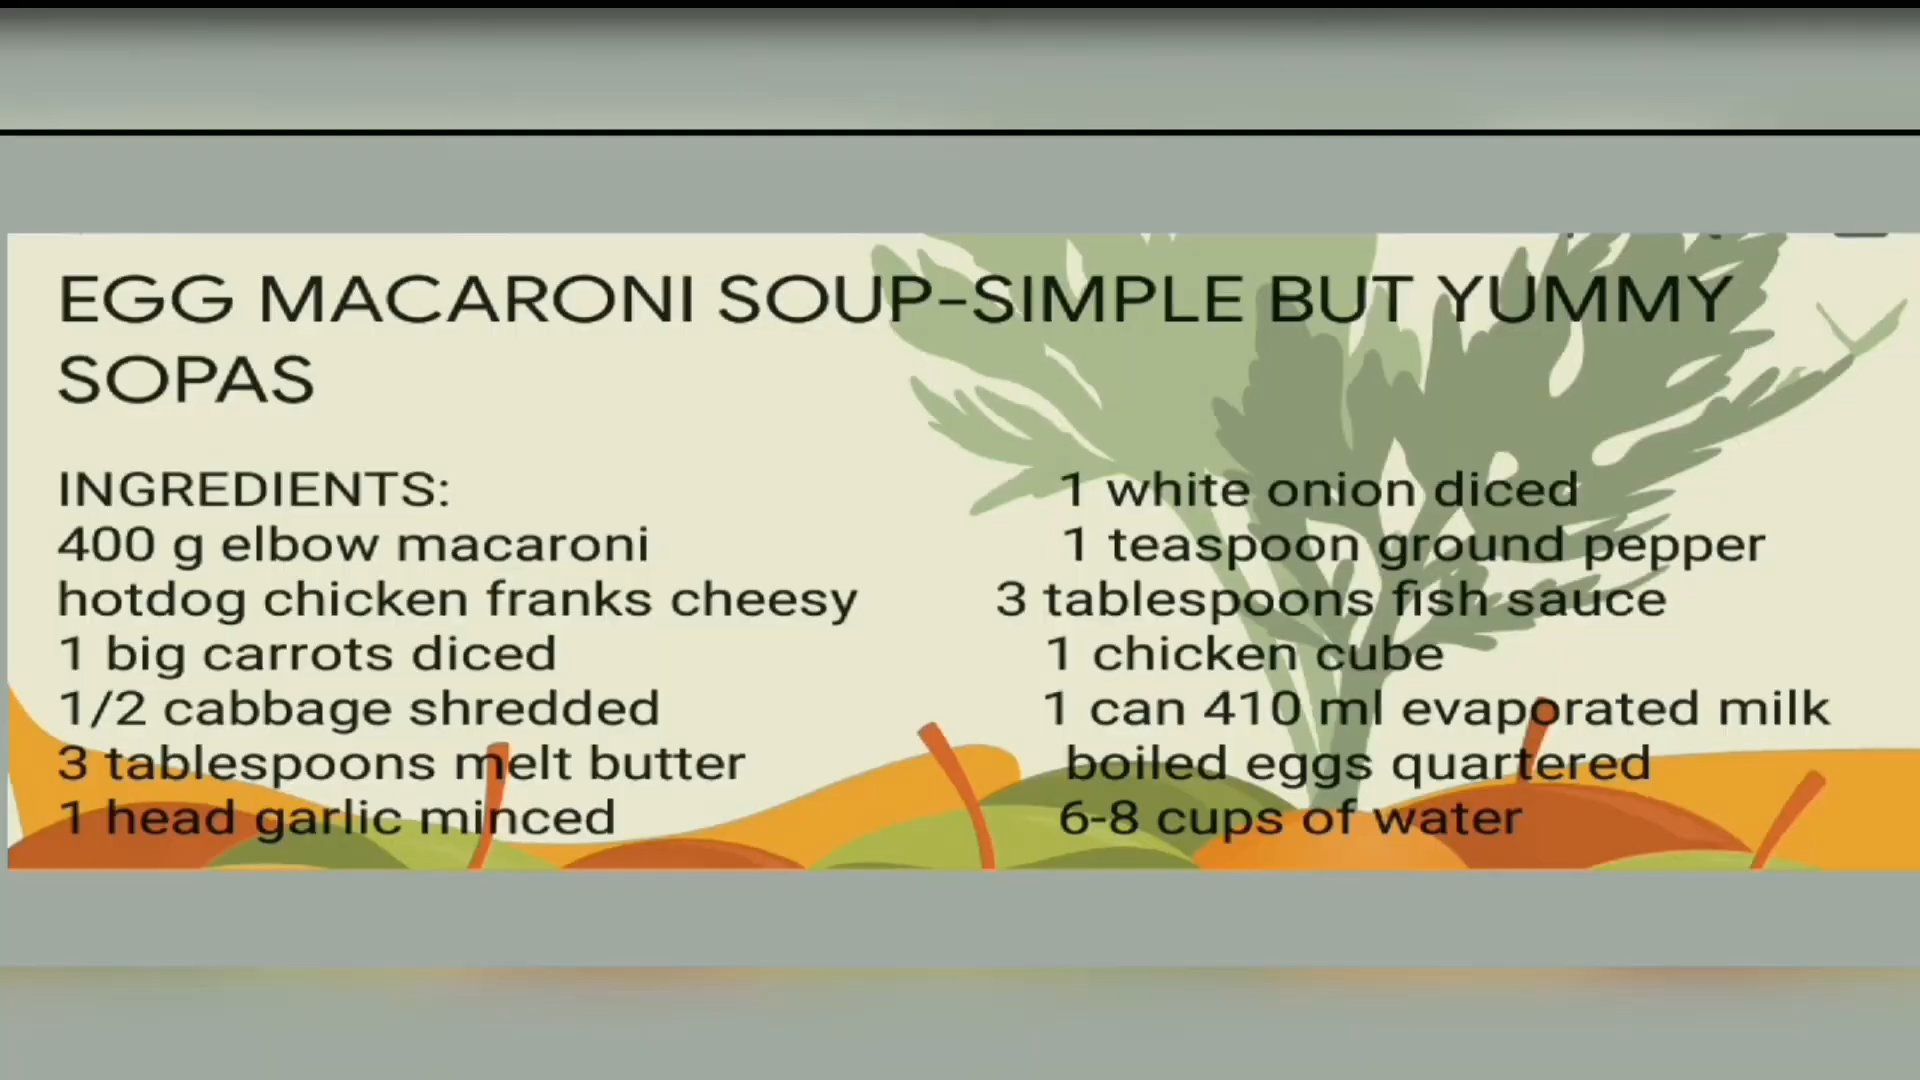 EGG MACARONI SOUP-SIMPLE BUT YUMMY
SOPAS
INGREDIENTS:
400 g elbow macaroni
hotdog chicken franks cheesy
1 big carrots diced
1/2 cabbage shredded
3 tablespoons melt butter
1 head garlic minced
1 white onion diced
1 teaspoon ground pepper
3 tablespoons fish sauce
1 chicken cube
1 can 410 ml evaporated milk
boiled eggs quartered
6-8 cups of water